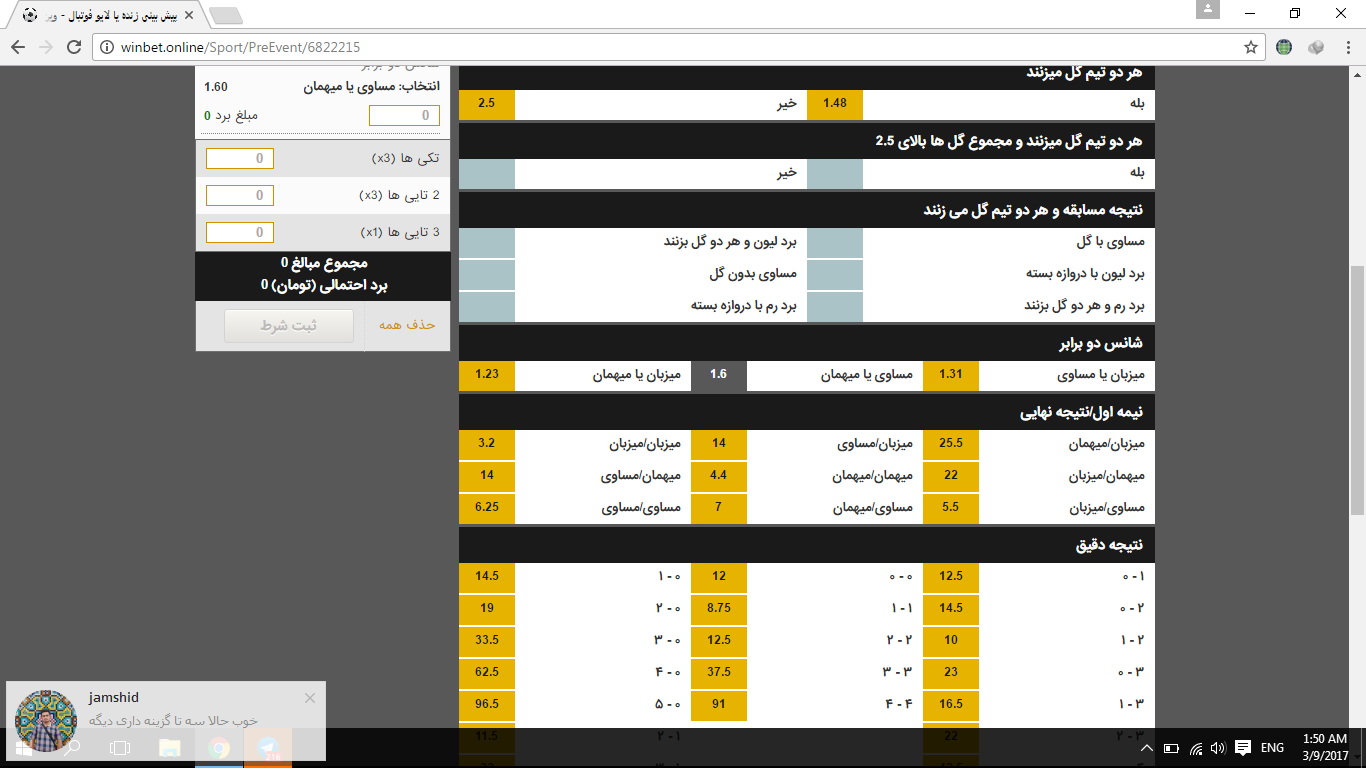 پیش بینی زنده یا لایو فوتبال - ویر
winbet.online/Sport/PreEvent/6822215
انتخاب: مساوی یا میهمان 1.60
0 مبلغ برد 0
تکی ها (x3) 0
2 تایی ها (x3) 0
3 تایی ها (x1) 0
مجموع مبالغ 0
برد احتمالی (تومان) 0
حذف همه ثبت شرط
هر دو تیم گل میزنند
بله 1.48 خیر 2.5
هر دو تیم گل میزنند و مجموع گل ها بالای 2.5
بله خیر
نتیجه مسابقه و هر دو تیم گل می زنند
مساوی با گل برد لیون و هر دو گل بزنند
برد لیون با دروازه بسته مساوی بدون گل
برد رم و هر دو گل بزنند برد رم با دروازه بسته
شانس دو برابر
میزبان یا مساوی 1.31 مساوی یا میهمان 1.6 میزبان یا میهمان 1.23
نیمه اول/نتیجه نهایی
میزبان/میهمان 25.5 میزبان/مساوی 14 میزبان/میزبان 3.2
میهمان/میزبان 22 میهمان/میهمان 4.4 میهمان/مساوی 14
مساوی/میزبان 5.5 مساوی/میهمان 7 مساوی/مساوی 6.25
نتیجه دقیق
۱ - ۰ 12.5 ۰ - ۰ 12 ۰ - ۱ 14.5
۲ - ۰ 14.5 ۱ - ۱ 8.75 ۰ - ۲ 19
۲ - ۱ 10 ۲ - ۲ 12.5 ۰ - ۳ 33.5
۳ - ۰ 23 ۳ - ۳ 37.5 ۰ - ۴ 62.5
۳ - ۱ 16.5 ۴ - ۴ 91 ۰ - ۵ 96.5
۳ - ۲ 22 ۱ - ۲ 11.5
jamshid
خوب حالا سه تا گزینه داری دیگه
ENG
1:50 AM
3/9/2017